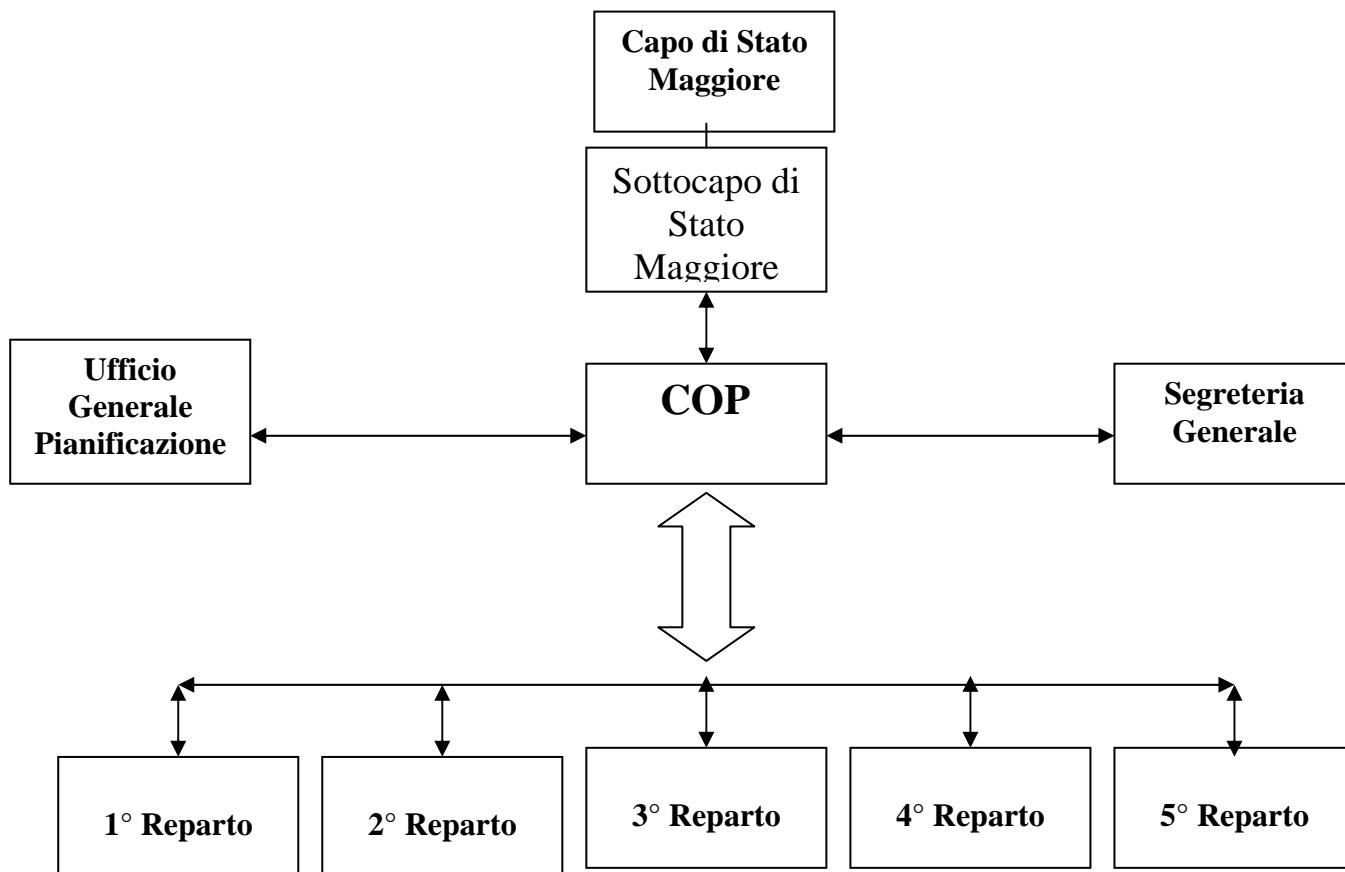 Capo di Stato
Maggiore
Sottocapo di
Stato
Maggiore
Ufficio
Generale
Pianificazione
COP
Segreteria
Generale
1° Reparto
2° Reparto
3° Reparto
4° Reparto
5° Reparto